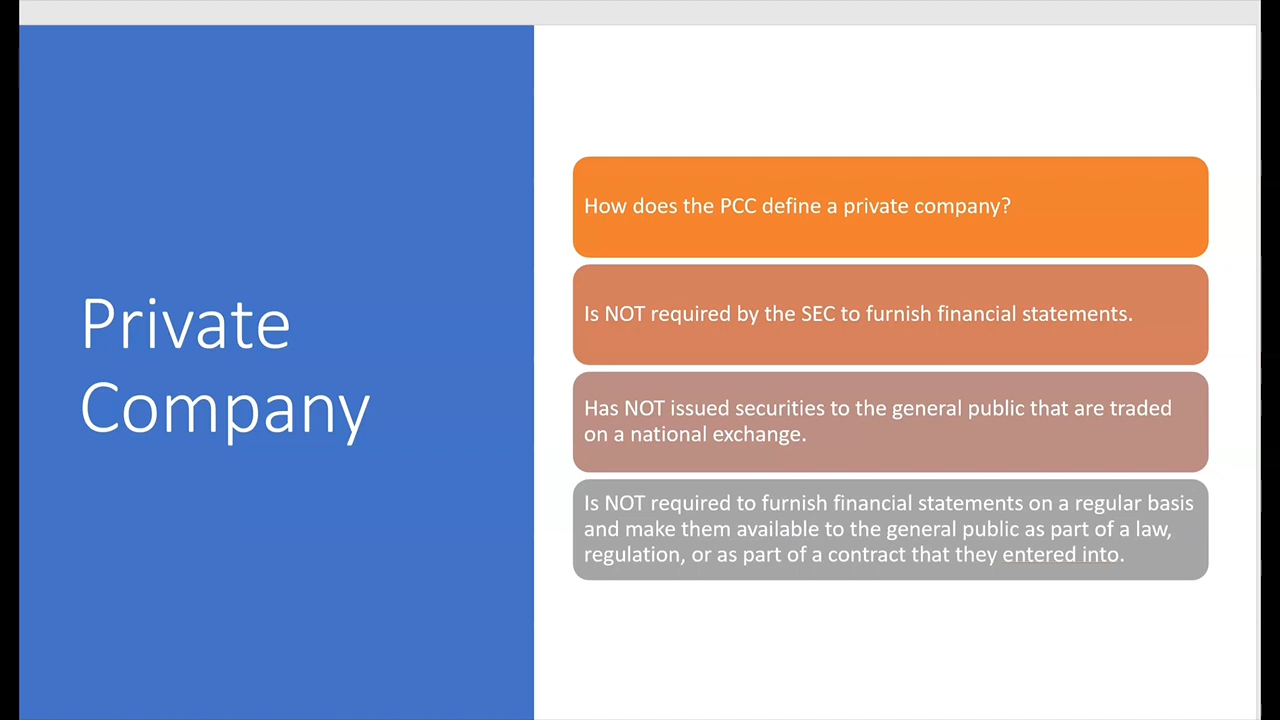 Private
Company
How does the PCC define a private company?
Is NOT required by the SEC to furnish financial statements.
Has NOT issued securities to the general public that are traded
on a national exchange.
Is NOT required to furnish financial statements on a regular basis
and make them available to the general public as part of a law,
regulation, or as part of a contract that they entered into.